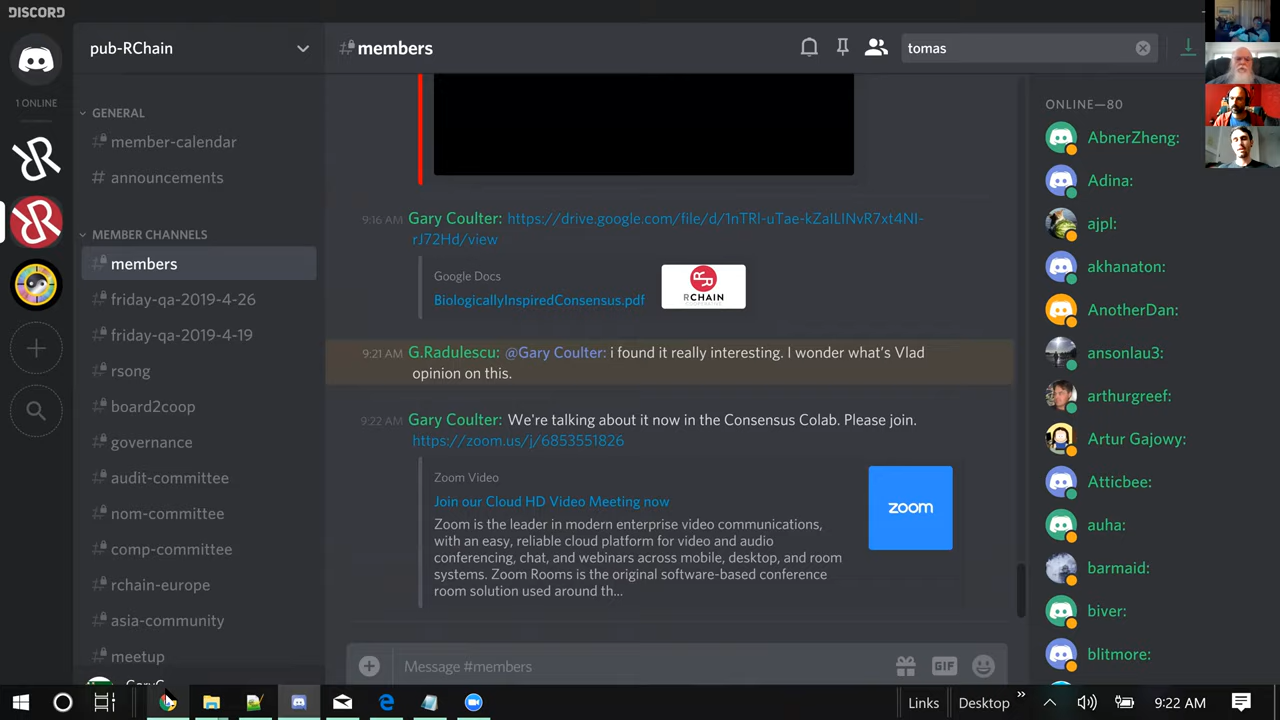 DISCORD
pub-RChain
members
tomas
1 ONLINE
GENERAL
member-calendar
announcements
MEMBER CHANNELS
members
friday-qa-2019-4-26
friday-qa-2019-4-19
rsong
board2coop
governance
audit-committee
nom-committee
comp-committee
rchain-europe
asia-community
meetup
GaryC
9:16 AM Gary Coulter: https://drive.google.com/file/d/1nTRl-uTae-kZaILINvR7xt4NI-
rJ72Hd/view
Google Docs
BiologicallyInspiredConsensus.pdf
RCHAIN
9:21 AM G.Radulescu: @Gary Coulter: i found it really interesting. I wonder what's Vlad
opinion on this.
9:22 AM Gary Coulter: We're talking about it now in the Consensus Colab. Please join.
https://zoom.us/j/6853551826
Zoom Video
Join our Cloud HD Video Meeting now
Zoom is the leader in modern enterprise video communications,
with an easy, reliable cloud platform for video and audio
conferencing, chat, and webinars across mobile, desktop, and room
systems. Zoom Rooms is the original software-based conference
room solution used around th...
zoom
Message #members
GIF
ONLINE—80
AbnerZheng:
Adina:
ajpl:
akhanaton:
AnotherDan:
ansonlau3:
arthurgreef:
Artur Gajowy:
Atticbee:
auha:
barmaid:
biver:
blitmore:
Links
Desktop
9:22 AM